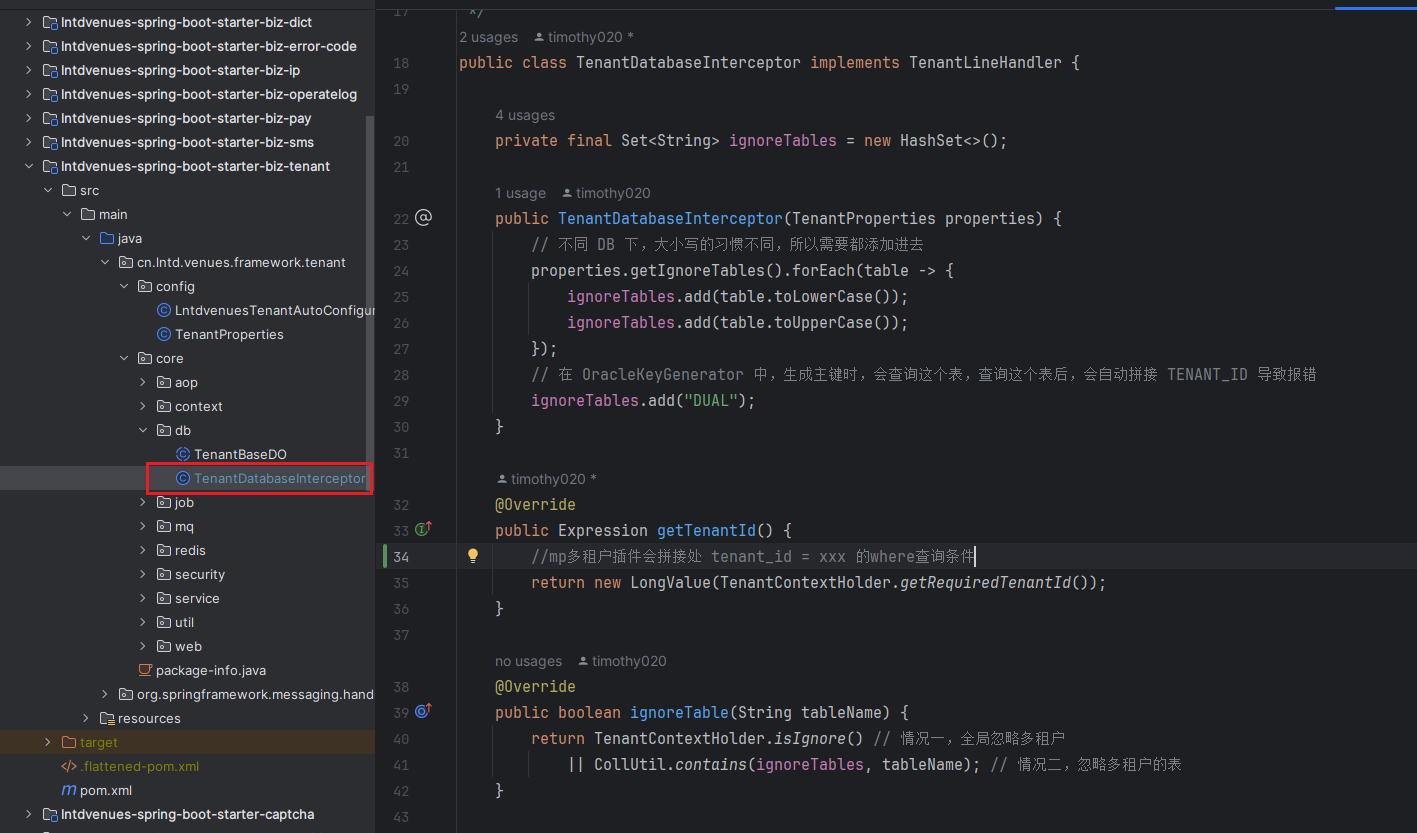 lntdvenues-spring-boot-starter-biz-dict
lntdvenues-spring-boot-starter-biz-error-code
lntdvenues-spring-boot-starter-biz-ip
lntdvenues-spring-boot-starter-biz-operatelog
lntdvenues-spring-boot-starter-biz-pay
lntdvenues-spring-boot-starter-biz-sms
lntdvenues-spring-boot-starter-biz-tenant
src
main
java
cn.lntd.venues.framework.tenant
config
LntdvenuesTenantAutoConfigur
TenantProperties
core
aop
context
db
TenantBaseDO
TenantDatabaseInterceptor
job
mq
redis
security
service
util
web
package-info.java
org.springframework.messaging.hand
resources
target
.flattened-pom.xml
pom.xml
lntdvenues-spring-boot-starter-captcha
17 */
2 usages timothy020 *
18 public class TenantDatabaseInterceptor implements TenantLineHandler {
19
4 usages
20 private final Set<String> ignoreTables = new HashSet<>();
21
1 usage timothy020
22 public TenantDatabaseInterceptor(TenantProperties properties) {
23 // 不同 DB 下，大小写的习惯不同，所以需要都添加进去
24 properties.getIgnoreTables().forEach(table -> {
25 ignoreTables.add(table.toLowerCase());
26 ignoreTables.add(table.toUpperCase());
27 });
28 // 在 OracleKeyGenerator 中，生成主键时，会查询这个表，查询这个表后，会自动拼接 TENANT_ID 导致报错
29 ignoreTables.add("DUAL");
30 }
31
timothy020 *
32 @Override
33 public Expression getTenantId() {
34 //mp多租户插件会拼接处 tenant_id = xxx 的where查询条件
35 return new LongValue(TenantContextHolder.getRequiredTenantId());
36 }
37
no usages timothy020
38 @Override
39 public boolean ignoreTable(String tableName) {
40 return TenantContextHolder.isIgnore() // 情况一，全局忽略多租户
41 || CollUtil.contains(ignoreTables, tableName); // 情况二，忽略多租户的表
42 }
43